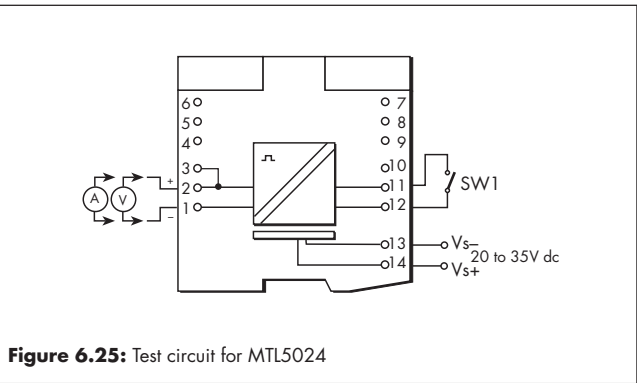 6 7
5 8
4 9
3 10
2 11
1 12
+
−
A V
SW1
13 Vs–
14 Vs+
20 to 35V dc
Figure 6.25: Test circuit for MTL5024